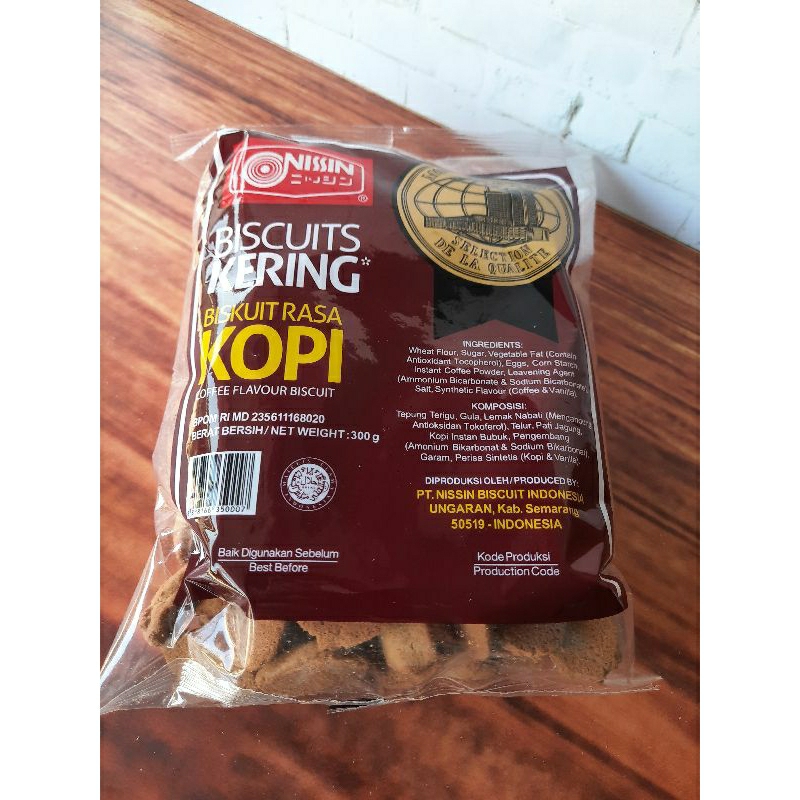 NISSIN
ニッシン
®
SELECTION
DE LA QUALITE
BISCUITS
KERING*
BISKUIT RASA
KOPI
COFFEE FLAVOUR BISCUIT
BPOM RI MD 235611168020
BERAT BERSIH / NET WEIGHT : 300 g
INGREDIENTS:
Wheat Flour, Sugar, Vegetable Fat (Contain
Antioxidant Tocopherol), Eggs, Corn Starch,
Instant Coffee Powder, Leavening Agent
(Ammonium Bicarbonate & Sodium Bicarbonate),
Salt, Synthetic Flavour (Coffee & Vanilla).
KOMPOSISI:
Tepung Terigu, Gula, Lemak Nabati (Mengandung
Antioksidan Tokoferol), Telur, Pati Jagung,
Kopi Instan Bubuk, Pengembang
(Amonium Bikarbonat & Sodium Bikarbonat),
Garam, Perisa Sintetis (Kopi & Vanila).
DIPRODUKSI OLEH / PRODUCED BY:
PT. NISSIN BISCUIT INDONESIA
UNGARAN, Kab. Semarang
50519 - INDONESIA
Baik Digunakan Sebelum
Best Before
Kode Produksi
Production Code